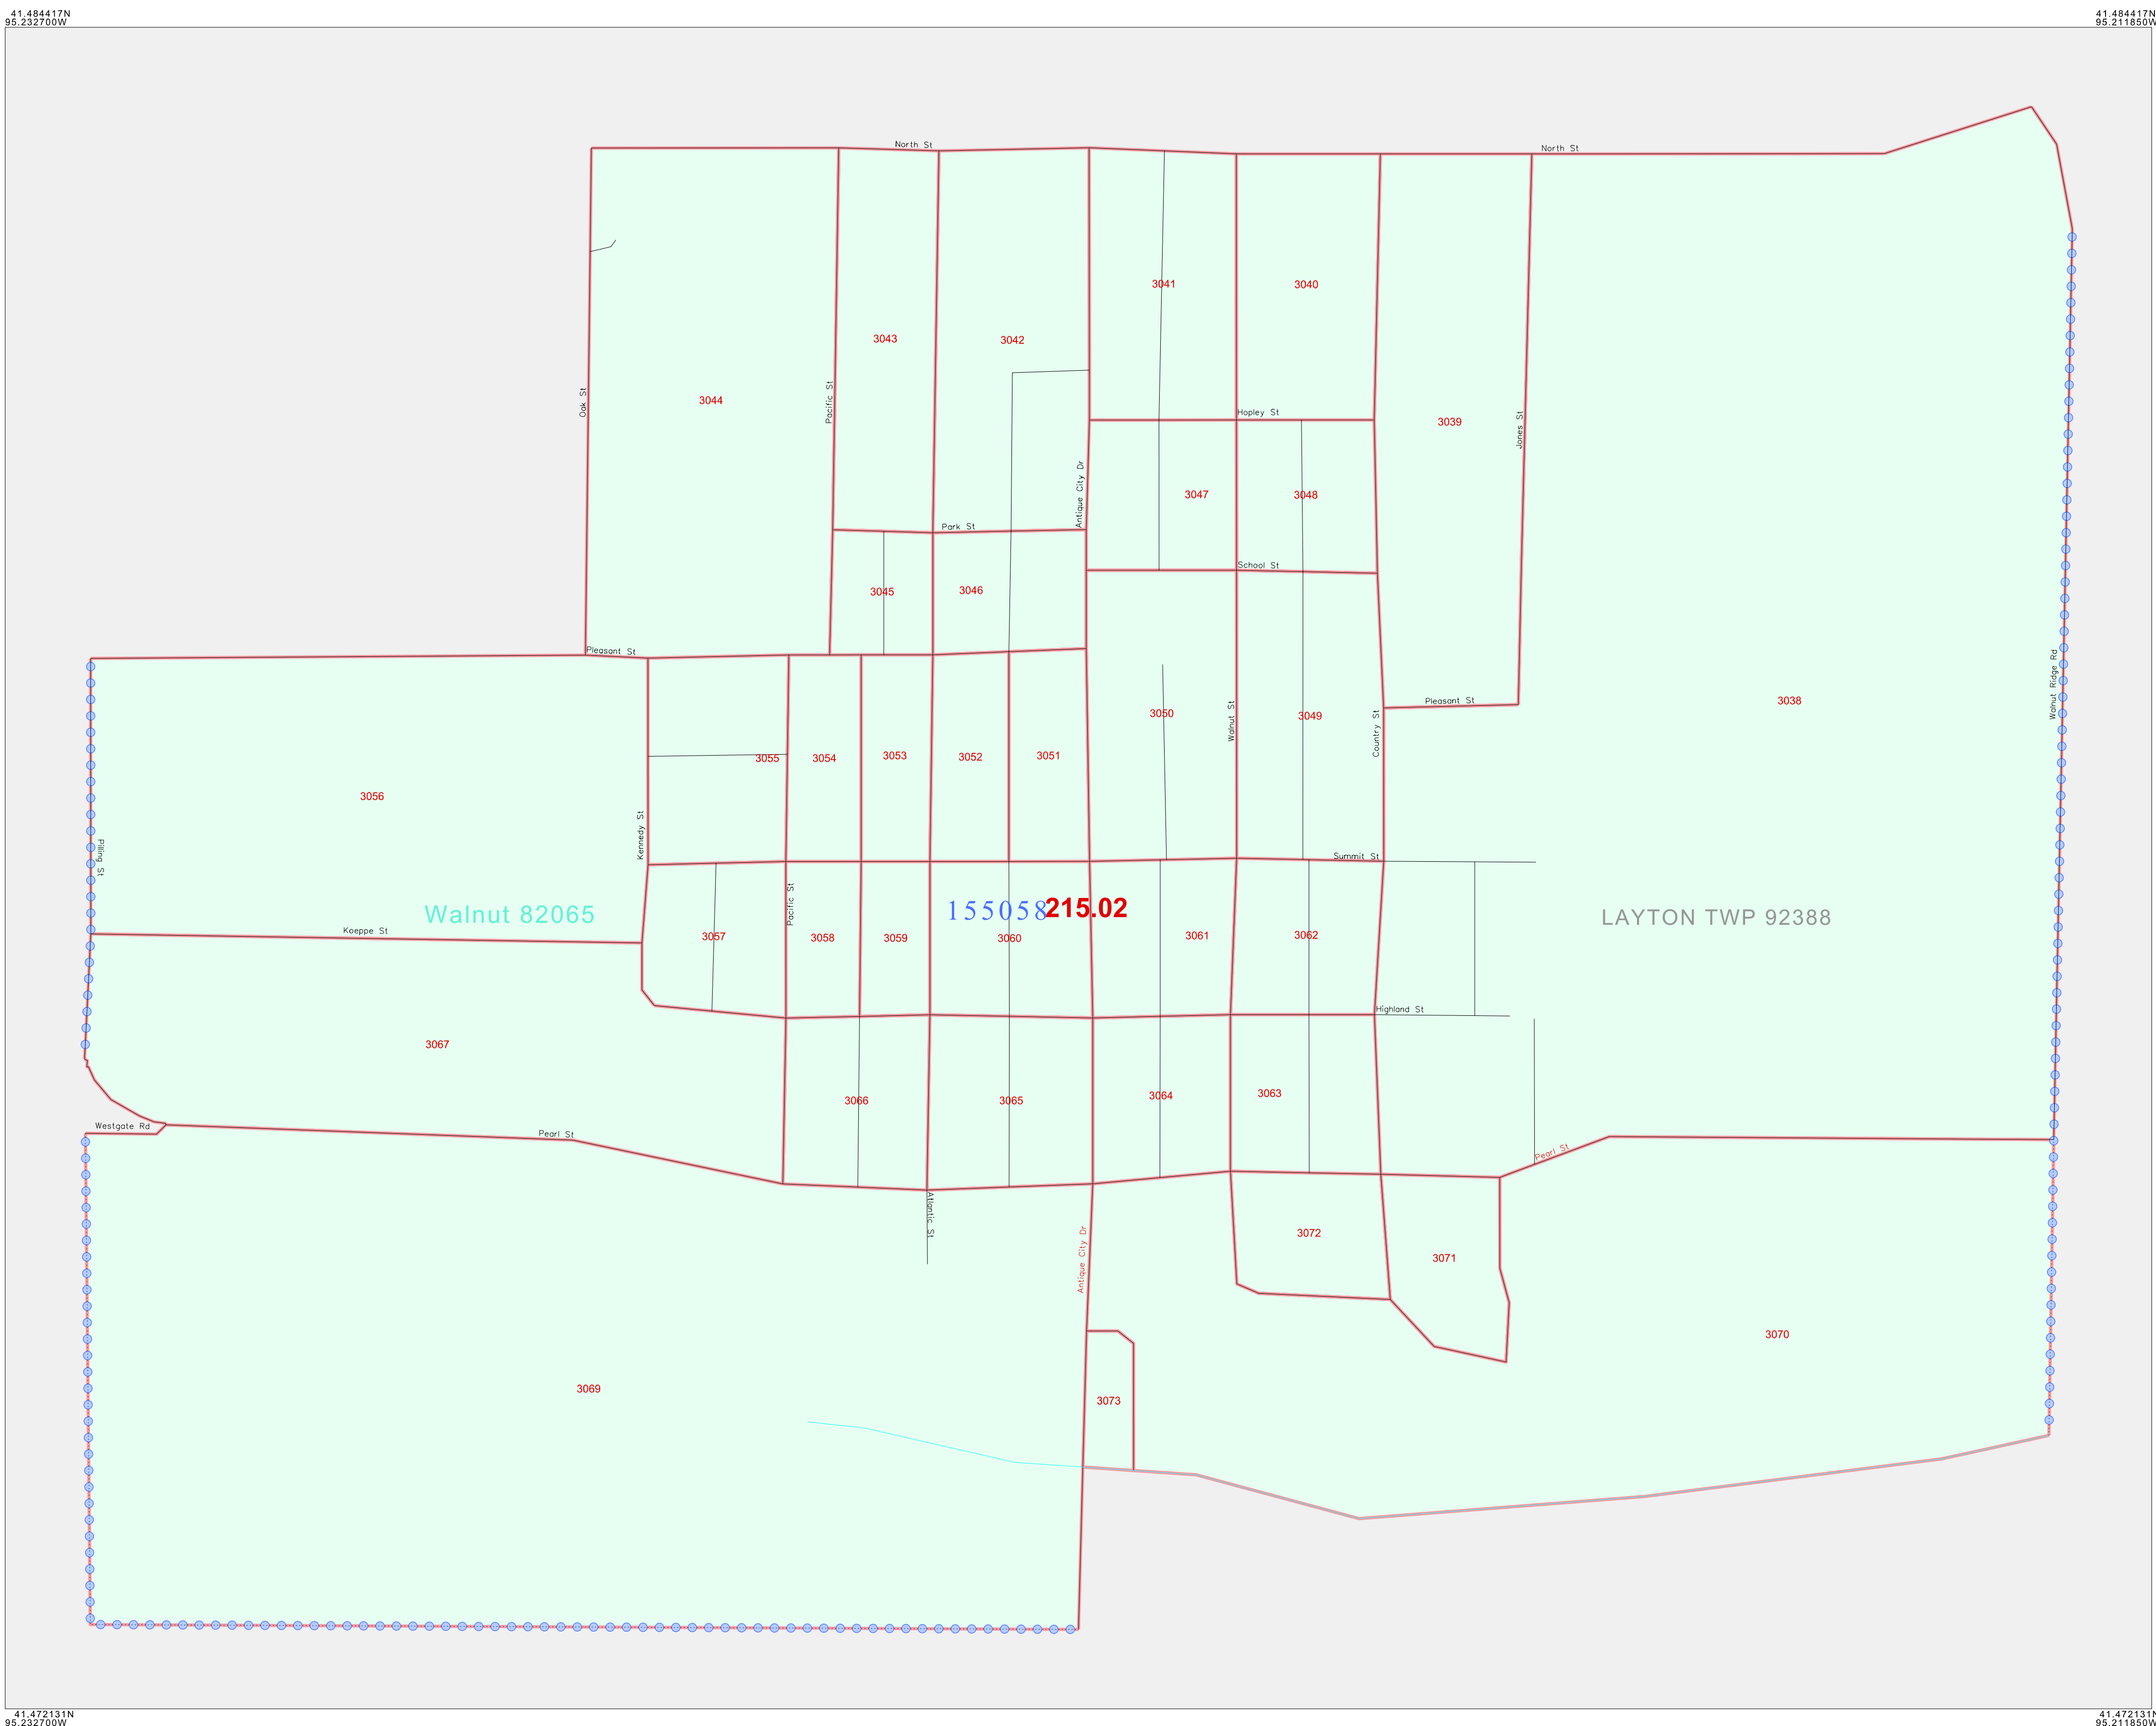 41.484417N
95.232700W
41.484417N
95.211850W
North St
North St
3041
3040
3043
3042
3044
Oak St
Pacific St
Hopley St
Jones St
3039
Antique City Dr
3047
3048
Park St
School St
3045
3046
Pleasant St
Walnut Ridge Rd
Pleasant St
3038
3050
3049
Walnut St
Country St
3055
3054
3053
3052
3051
3056
Kennedy St
Pilling St
Summit St
Pacific St
Walnut 82065
155058
215.02
LAYTON TWP 92388
Koeppe St
3057
3058
3059
3060
3061
3062
Highland St
3067
3066
3065
3064
3063
Westgate Rd
Pearl St
Pearl St
Atlantic St
Antique City Dr
3072
3071
3070
3069
3073
41.472131N
95.232700W
41.472131N
95.211850W